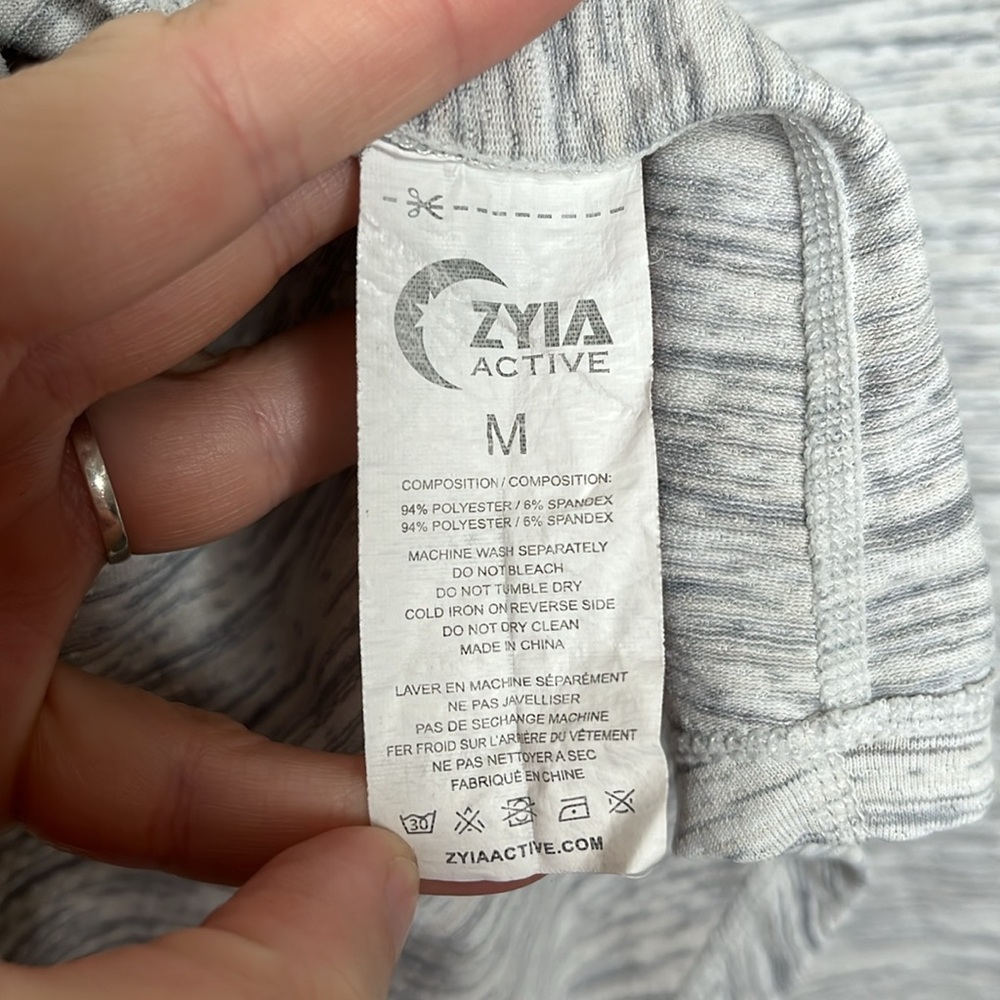 ZYIA
ACTIVE
M
COMPOSITION / COMPOSITION:
94% POLYESTER / 6% SPANDEX
94% POLYESTER / 6% SPANDEX
MACHINE WASH SEPARATELY
DO NOT BLEACH
DO NOT TUMBLE DRY
COLD IRON ON REVERSE SIDE
DO NOT DRY CLEAN
MADE IN CHINA
LAVER EN MACHINE SÉPARÉMENT
NE PAS JAVELLISER
PAS DE SECHANGE MACHINE
FER FROID SUR L'ARRIÈRE DU VÊTEMENT
NE PAS NETTOYER A SEC
FABRIQUÉ EN CHINE
30
ZYIAACTIVE.COM